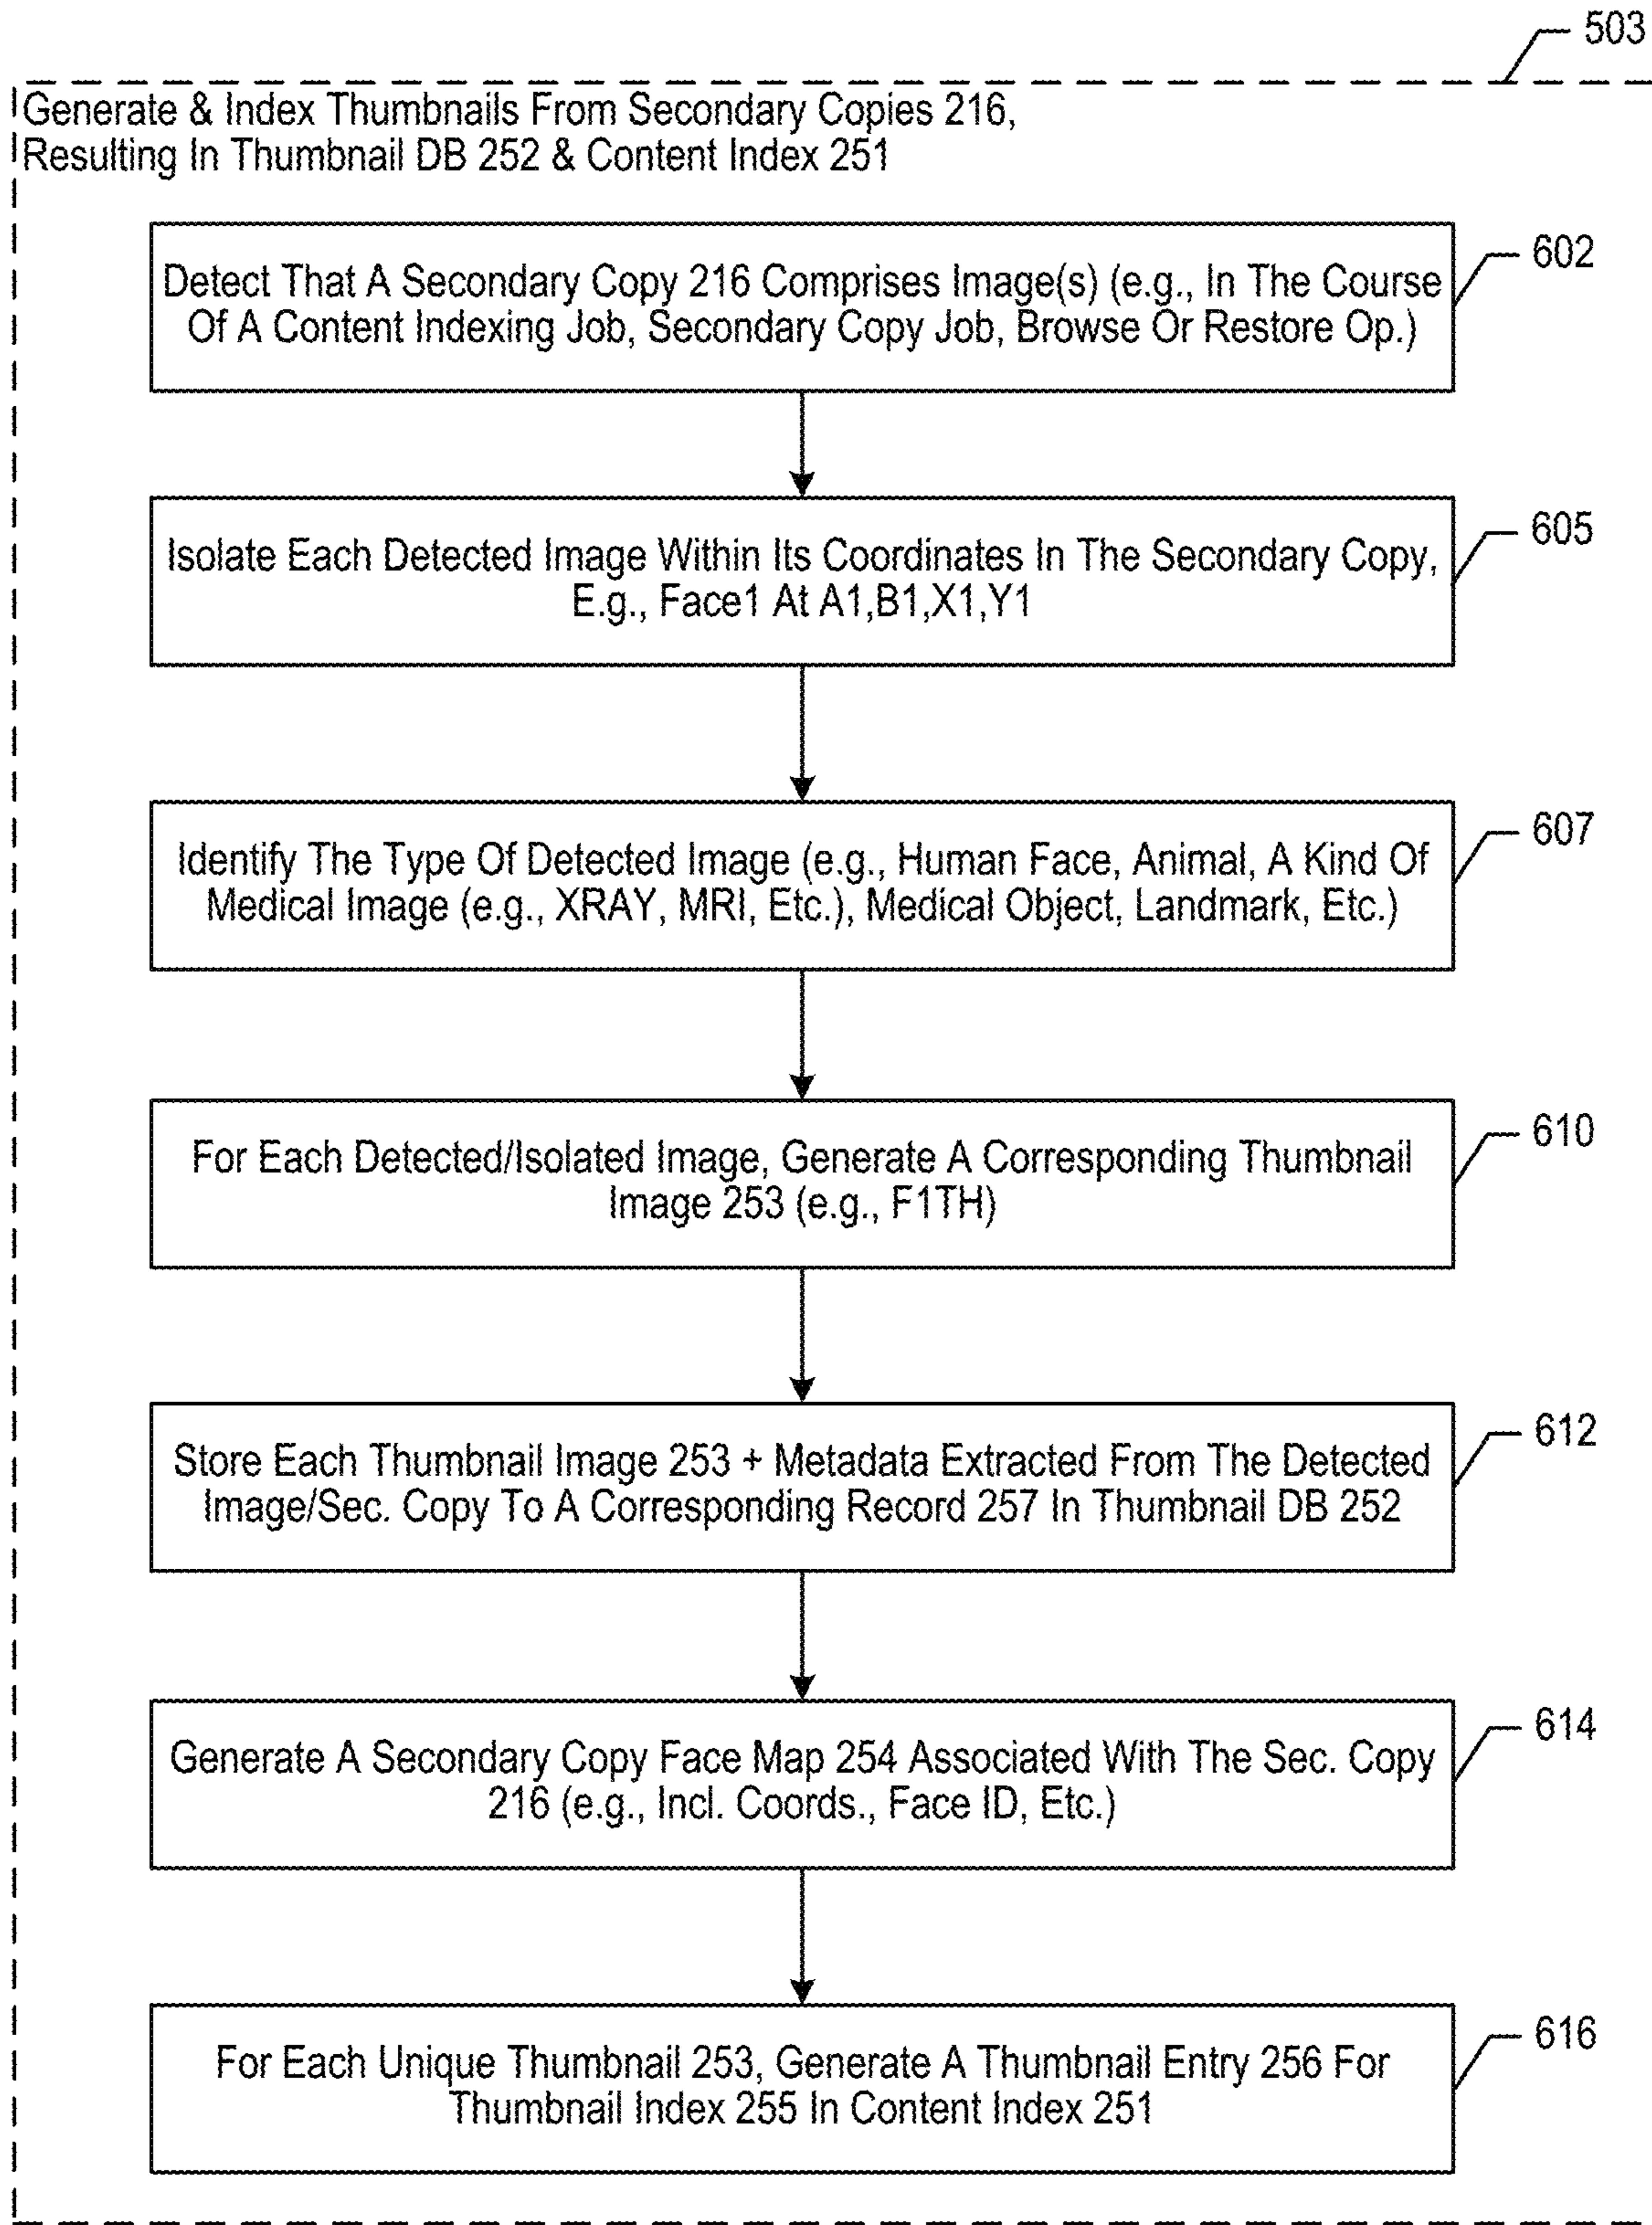 503
Generate & Index Thumbnails From Secondary Copies 216,
Resulting In Thumbnail DB 252 & Content Index 251
602
Detect That A Secondary Copy 216 Comprises Image(s) (e.g., In The Course
Of A Content Indexing Job, Secondary Copy Job, Browse Or Restore Op.)
605
Isolate Each Detected Image Within Its Coordinates In The Secondary Copy,
E.g., Face1 At A1,B1,X1,Y1
607
Identify The Type Of Detected Image (e.g., Human Face, Animal, A Kind Of
Medical Image (e.g., XRAY, MRI, Etc.), Medical Object, Landmark, Etc.)
610
For Each Detected/Isolated Image, Generate A Corresponding Thumbnail
Image 253 (e.g., F1TH)
612
Store Each Thumbnail Image 253 + Metadata Extracted From The Detected
Image/Sec. Copy To A Corresponding Record 257 In Thumbnail DB 252
614
Generate A Secondary Copy Face Map 254 Associated With The Sec. Copy
216 (e.g., Incl. Coords., Face ID, Etc.)
616
For Each Unique Thumbnail 253, Generate A Thumbnail Entry 256 For
Thumbnail Index 255 In Content Index 251